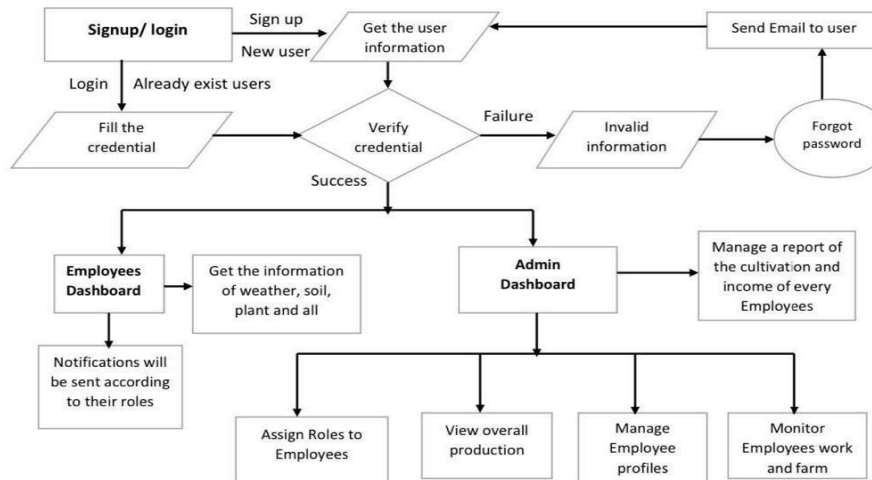 Signup/ login
Sign up
New user
Get the user
information
Send Email to user
Login
Already exist users
Fill the
credential
Verify
credential
Failure
Invalid
information
Forgot
password
Success
Employees
Dashboard
Get the information
of weather, soil,
plant and all
Admin
Dashboard
Manage a report of
the cultivation and
income of every
Employees
Notifications will
be sent according
to their roles
Assign Roles to
Employees
View overall
production
Manage
Employee
profiles
Monitor
Employees work
and farm